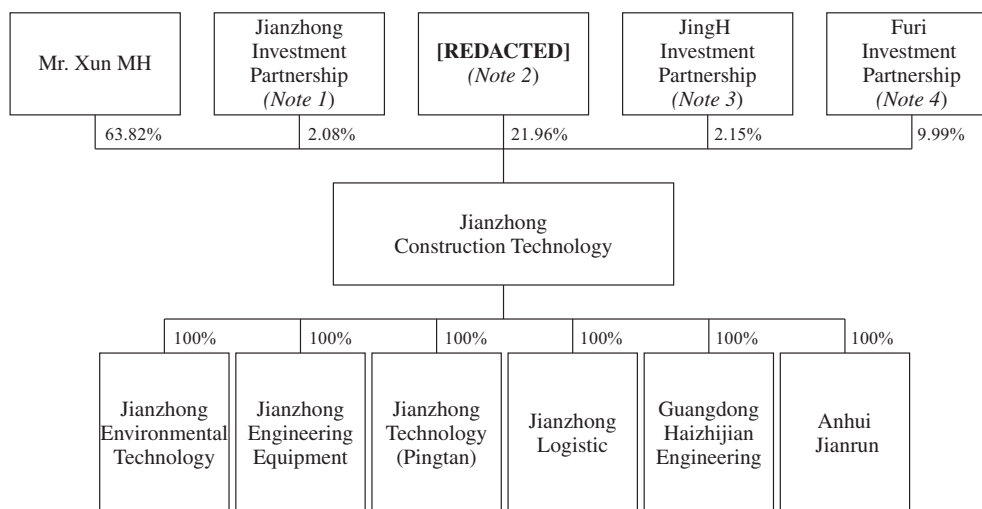 Mr. Xun MH
Jianzhong
Investment
Partnership
(Note 1)
[REDACTED]
(Note 2)
JingH
Investment
Partnership
(Note 3)
Furi
Investment
Partnership
(Note 4)
63.82%
2.08%
21.96%
2.15%
9.99%
Jianzhong
Construction Technology
100%
100%
100%
100%
100%
100%
Jianzhong
Environmental
Technology
Jianzhong
Engineering
Equipment
Jianzhong
Technology
(Pingtan)
Jianzhong
Logistic
Guangdong
Haizhijian
Engineering
Anhui
Jianrun